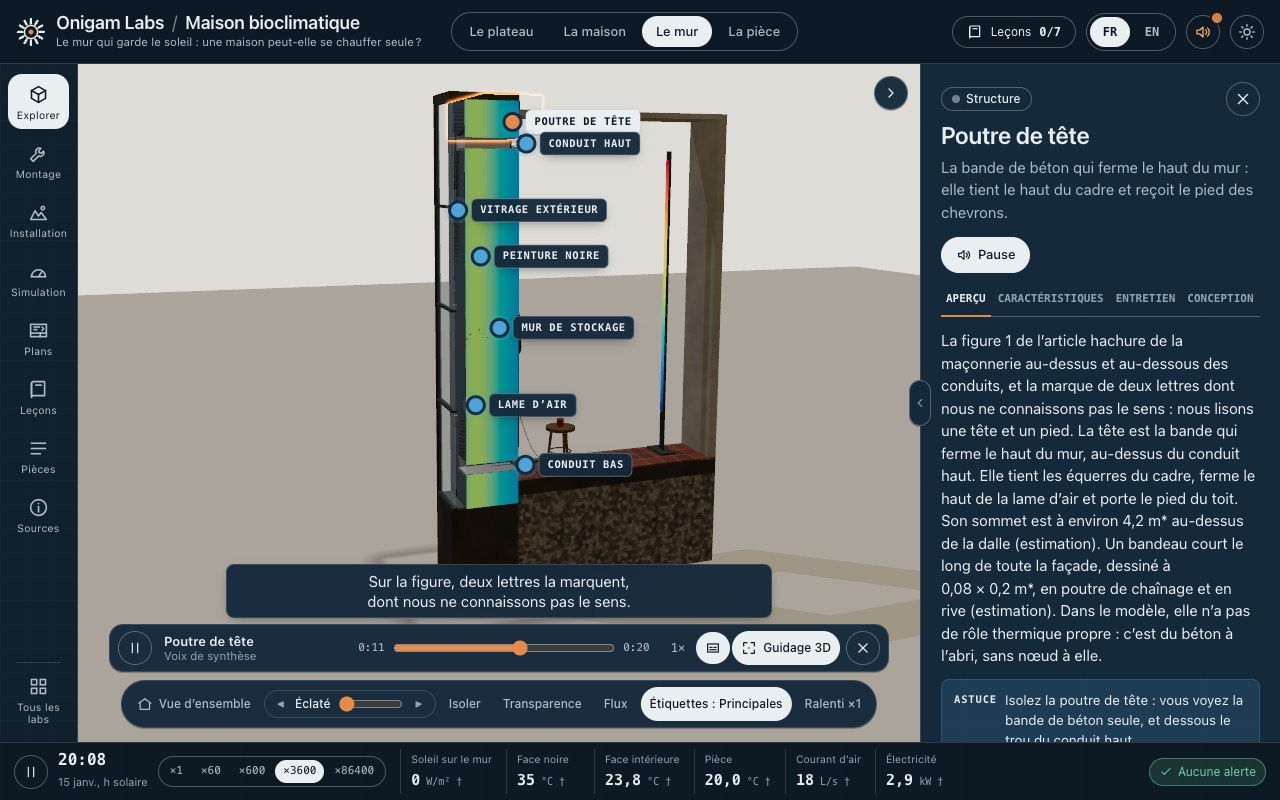 Origam Labs / Maison bioclimatique
Le mur qui garde le soleil : une maison peut-elle se chauffer seule ?
Le plateau
La maison
Le mur
La pièce
Leçons 0/7
FR
EN
Explorer
Montage
Installation
Simulation
Plans
Leçons
Pièces
Sources
Tous les
labs
POUTRE DE TÊTE
CONDUIT HAUT
VITRAGE EXTÉRIEUR
PEINTURE NOIRE
MUR DE STOCKAGE
LAME D’AIR
CONDUIT BAS
Sur la figure, deux lettres la marquent,
dont nous ne connaissons pas le sens.
Poutre de tête
Voix de synthèse
0:11
0:20
1×
Guidage 3D
Vue d’ensemble
◄ Éclaté ►
Isoler
Transparence
Flux
Étiquettes : Principales
Ralenti ×1
Structure
Poutre de tête
La bande de béton qui ferme le haut du mur :
elle tient le haut du cadre et reçoit le pied des
chevrons.
Pause
APERÇU
CARACTÉRISTIQUES
ENTRETIEN
CONCEPTION
La figure 1 de l’article hachure de la
maçonnerie au-dessus et au-dessous des
conduits, et la marque de deux lettres dont
nous ne connaissons pas le sens : nous lisons
une tête et un pied. La tête est la bande qui
ferme le haut du mur, au-dessus du conduit
haut. Elle tient les équerres du cadre, ferme le
haut de la lame d’air et porte le pied du toit.
Son sommet est à environ 4,2 m* au-dessus
de la dalle (estimation). Un bandeau court le
long de toute la façade, dessiné à
0,08 × 0,2 m*, en poutre de chaînage et en
rive (estimation). Dans le modèle, elle n’a pas
de rôle thermique propre : c’est du béton à
l’abri, sans nœud à elle.
ASTUCE Isolez la poutre de tête : vous voyez la
bande de béton seule, et dessous le
trou du conduit haut
20:08
15 janv., h solaire
×1
×60
×600
×3600
×86400
Soleil sur le mur
0 W/m² †
Face noire
35 °C †
Face intérieure
23,8 °C †
Pièce
20,0 °C †
Courant d’air
18 L/s †
Électricité
2,9 kW †
Aucune alerte